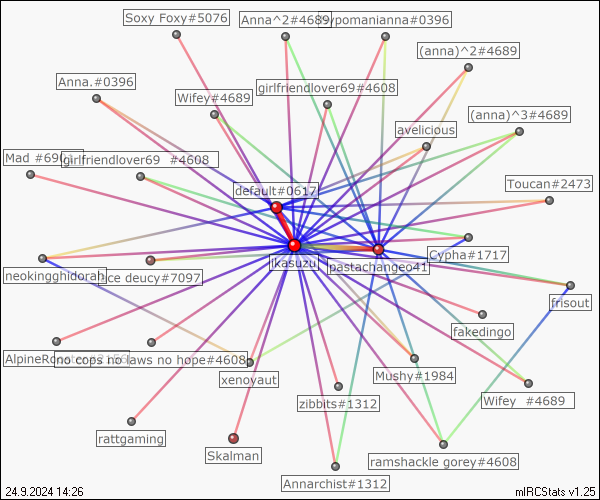 Soxy Foxy#5076
Anna^2#4689
ypomanianna#0396
(anna)^2#4689
Anna.#0396
Wifey#4689
girlfriendlover69#4608
(anna)^3#4689
avelicious
Mad #690
girlfriendlover69 #4608
default#0617
Toucan#2473
Ikasuzu
pastachangeo41
Cypha#1717
neokingghidorah
ice deucy#7097
frisout
fakedingo
AlpineRo
no cops no laws no hope#4608
xenoyaut
Mushy#1984
zibbits#1312
Wifey #4689
rattgaming
Skalman
Annarchist#1312
ramshackle gorey#4608
24.9.2024 14:26
mIRCStats v1.25